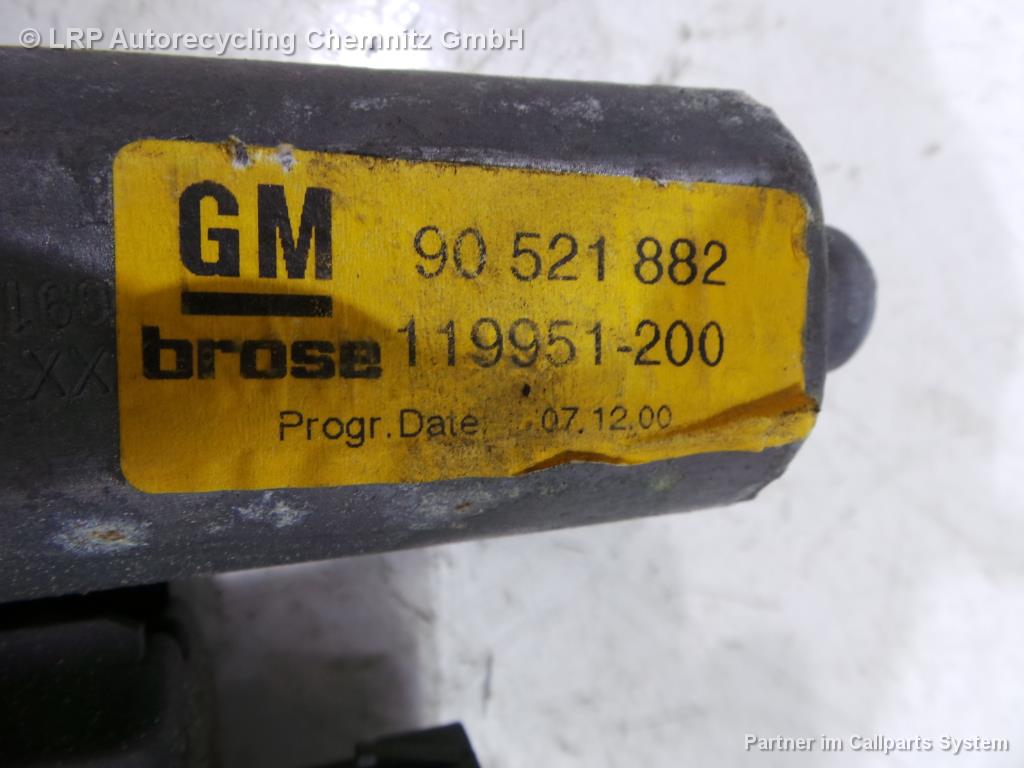 © LRP Autorecycling Chemnitz GmbH
GM 90 521 882
brose 119951-200
Progr.Date: 07.12.00
XX
Partner im Callparts System